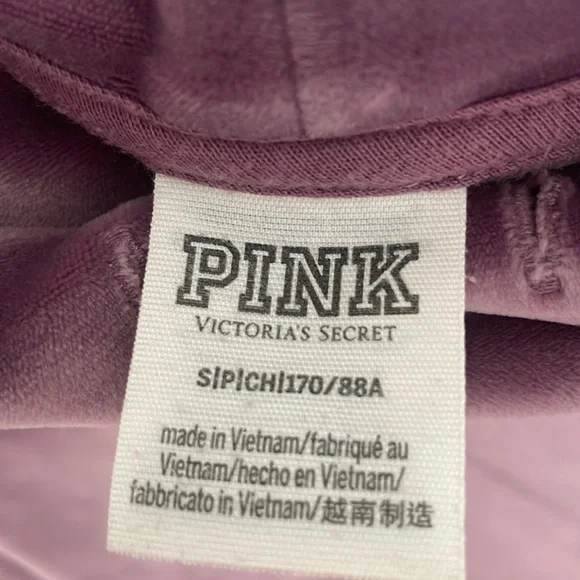 PINK
VICTORIA'S SECRET
S|P|CH|170/88A
made in Vietnam/fabriqué au
Vietnam/hecho en Vietnam/
fabbricato in Vietnam/越南制造